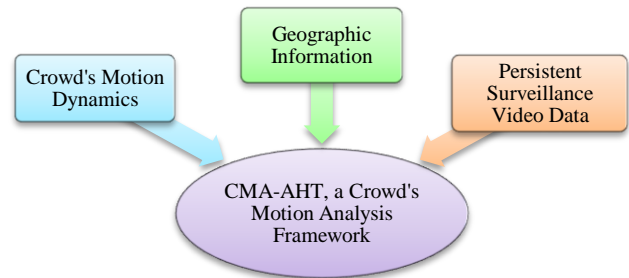 Crowd's Motion
Dynamics
Geographic
Information
Persistent
Surveillance
Video Data
CMA-AHT, a Crowd's
Motion Analysis
Framework